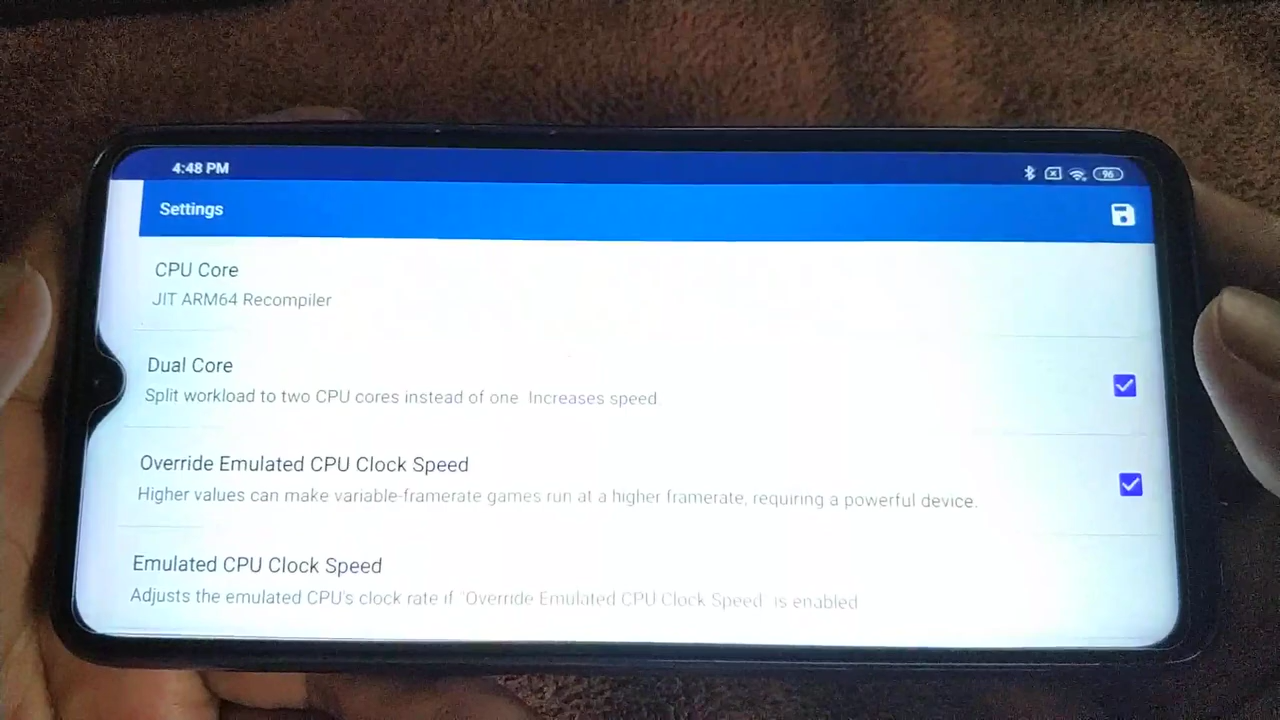 4:48 PM
96
Settings
CPU Core
JIT ARM64 Recompiler
Dual Core
Split workload to two CPU cores instead of one. Increases speed.
Override Emulated CPU Clock Speed
Higher values can make variable-framerate games run at a higher framerate, requiring a powerful device.
Emulated CPU Clock Speed
Adjusts the emulated CPU's clock rate if "Override Emulated CPU Clock Speed" is enabled